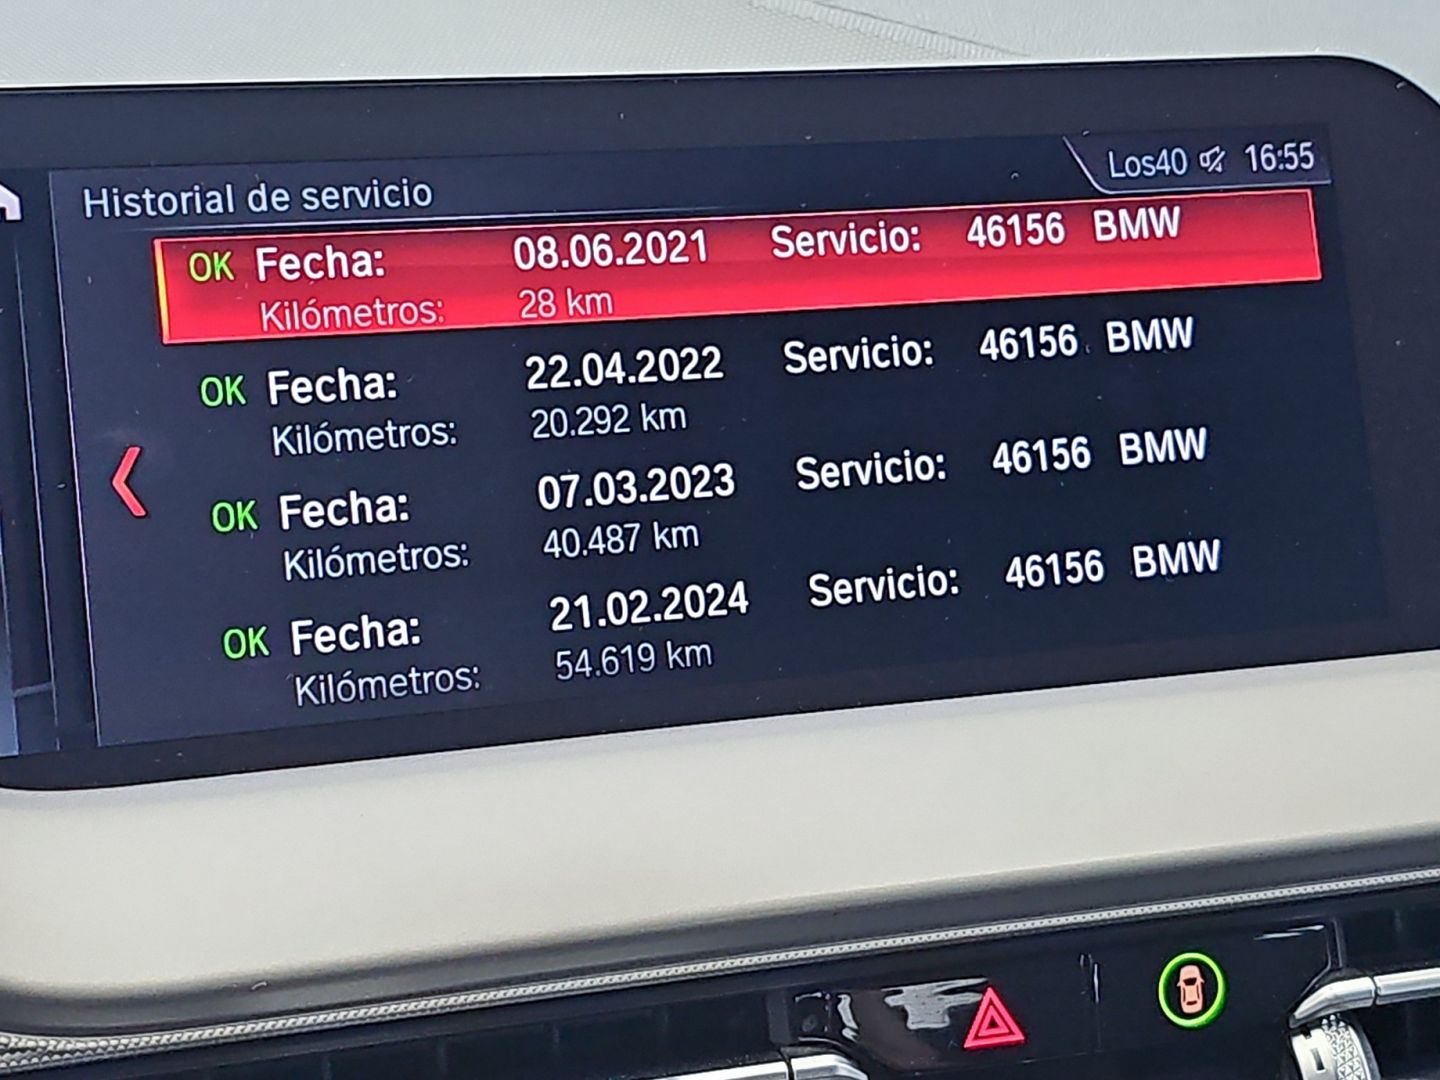 Historial de servicio
Los40 16:55
OK Fecha: 08.06.2021 Servicio: 46156 BMW
Kilómetros: 28 km
OK Fecha: 22.04.2022 Servicio: 46156 BMW
Kilómetros: 20.292 km
OK Fecha: 07.03.2023 Servicio: 46156 BMW
Kilómetros: 40.487 km
OK Fecha: 21.02.2024 Servicio: 46156 BMW
Kilómetros: 54.619 km